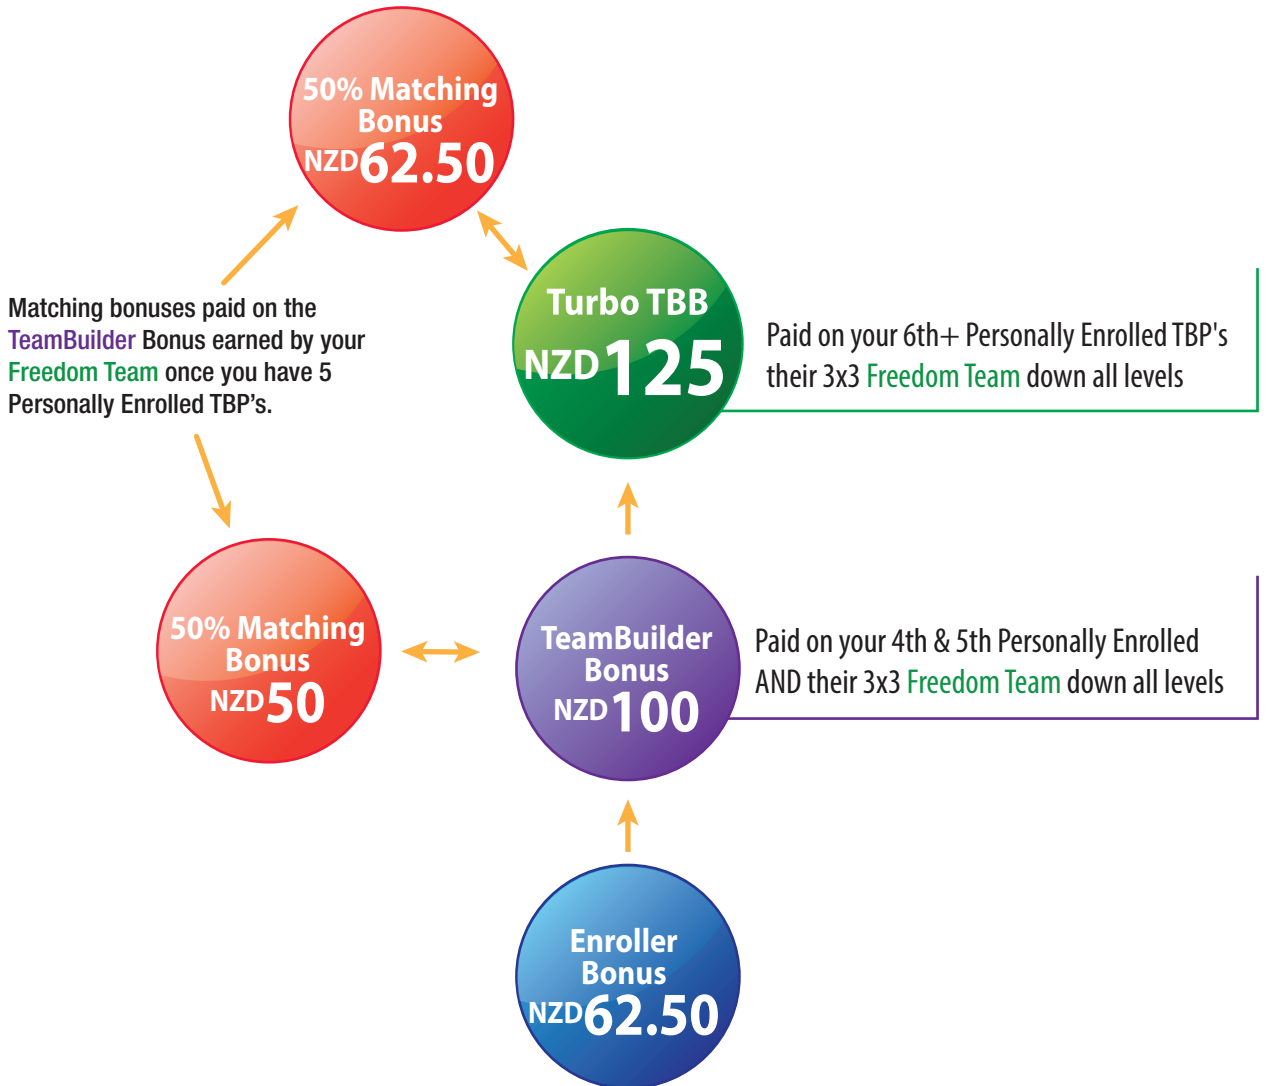 50% Matching
Bonus
NZD62.50
Matching bonuses paid on the
TeamBuilder Bonus earned by your
Freedom Team once you have 5
Personally Enrolled TBP’s.
Turbo TBB
NZD125
Paid on your 6th+ Personally Enrolled TBP's
their 3x3 Freedom Team down all levels
50% Matching
Bonus
NZD50
TeamBuilder
Bonus
NZD100
Paid on your 4th & 5th Personally Enrolled
AND their 3x3 Freedom Team down all levels
Enroller
Bonus
NZD62.50